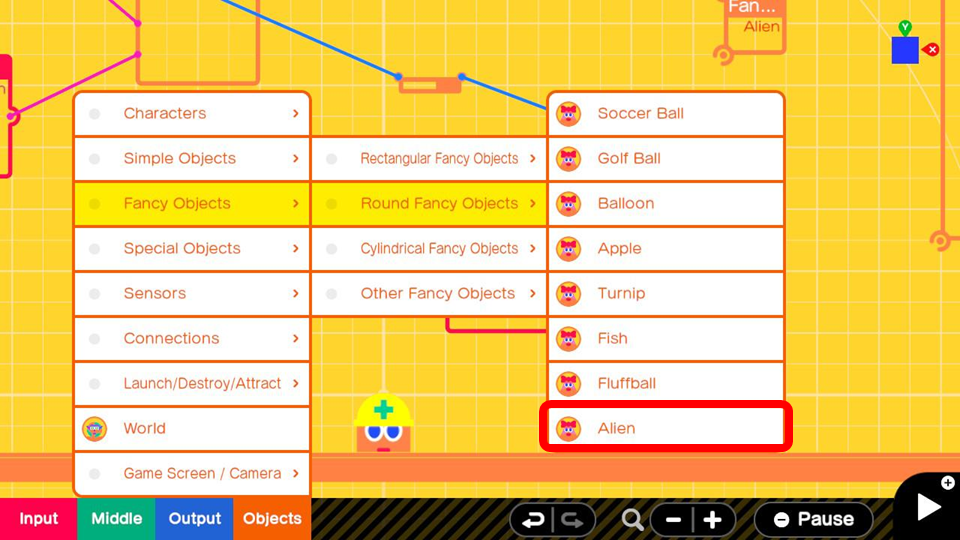 Fan...
Alien
Y
X
Characters
Simple Objects
Fancy Objects
Special Objects
Sensors
Connections
Launch/Destroy/Attract
World
Game Screen / Camera
Rectangular Fancy Objects
Round Fancy Objects
Cylindrical Fancy Objects
Other Fancy Objects
Soccer Ball
Golf Ball
Balloon
Apple
Turnip
Fish
Fluffball
Alien
Input
Middle
Output
Objects
Pause